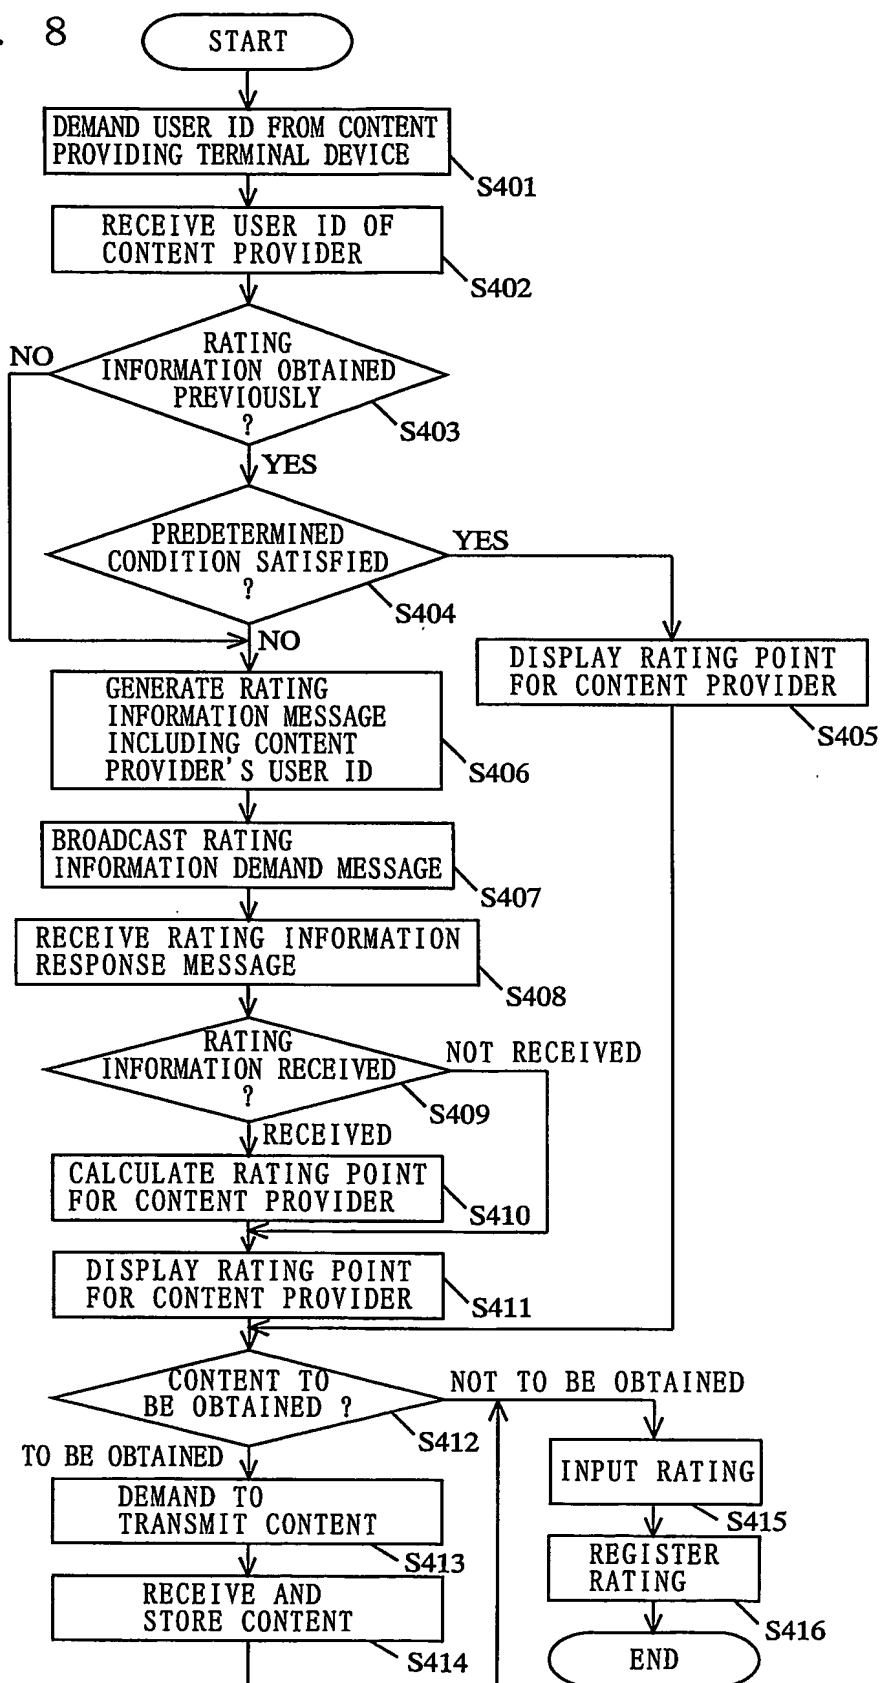 . 8
START
DEMAND USER ID FROM CONTENT
PROVIDING TERMINAL DEVICE
S401
RECEIVE USER ID OF
CONTENT PROVIDER
S402
RATING
INFORMATION OBTAINED
PREVIOUSLY
?
NO
S403
YES
PREDETERMINED
CONDITION SATISFIED
?
YES
S404
NO
DISPLAY RATING POINT
FOR CONTENT PROVIDER
S405
GENERATE RATING
INFORMATION MESSAGE
INCLUDING CONTENT
PROVIDER'S USER ID
S406
BROADCAST RATING
INFORMATION DEMAND MESSAGE
S407
RECEIVE RATING INFORMATION
RESPONSE MESSAGE
S408
RATING
INFORMATION RECEIVED
?
NOT RECEIVED
S409
RECEIVED
CALCULATE RATING POINT
FOR CONTENT PROVIDER
S410
DISPLAY RATING POINT
FOR CONTENT PROVIDER
S411
CONTENT TO
BE OBTAINED ?
NOT TO BE OBTAINED
S412
TO BE OBTAINED
DEMAND TO
TRANSMIT CONTENT
S413
RECEIVE AND
STORE CONTENT
S414
INPUT RATING
S415
REGISTER
RATING
S416
END